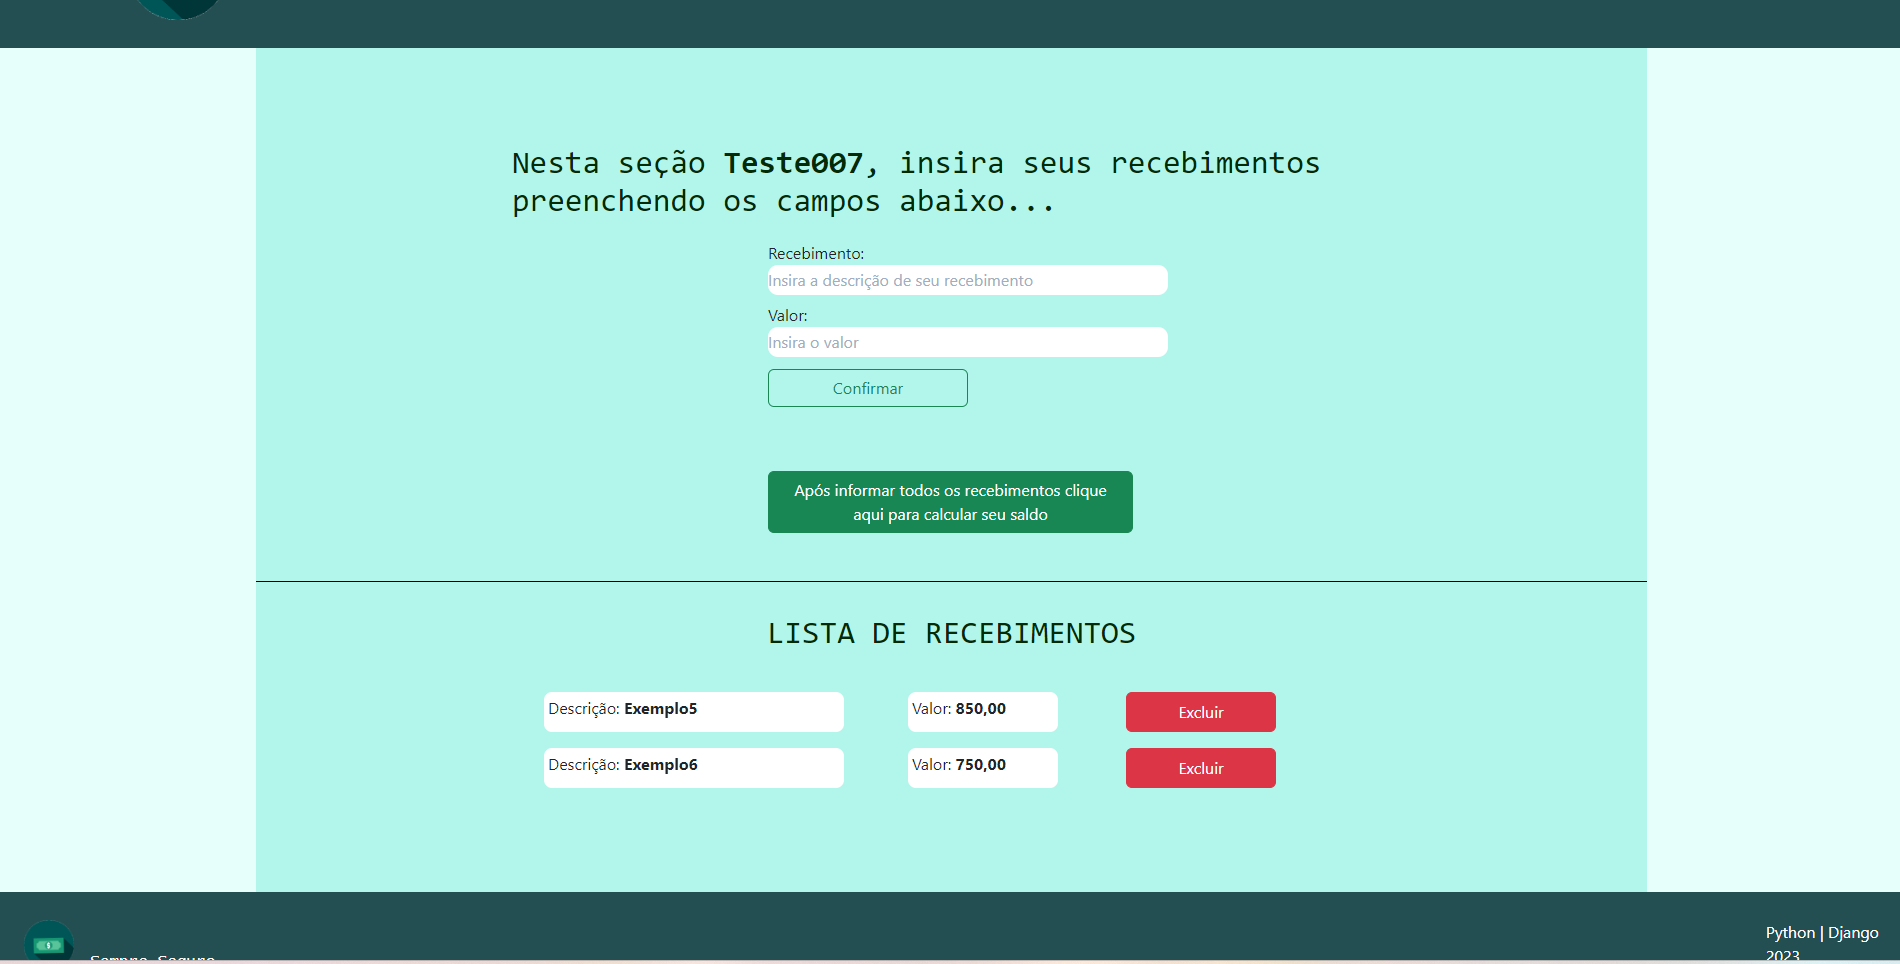 Nesta seção Teste007, insira seus recebimentos
preenchendo os campos abaixo...
Recebimento:
Insira a descrição de seu recebimento
Valor:
Insira o valor
Confirmar
Após informar todos os recebimentos clique
aqui para calcular seu saldo
LISTA DE RECEBIMENTOS
Descrição: Exemplo5 Valor: 850,00 Excluir
Descrição: Exemplo6 Valor: 750,00 Excluir
Python | Django
Sempre Seguro 2023